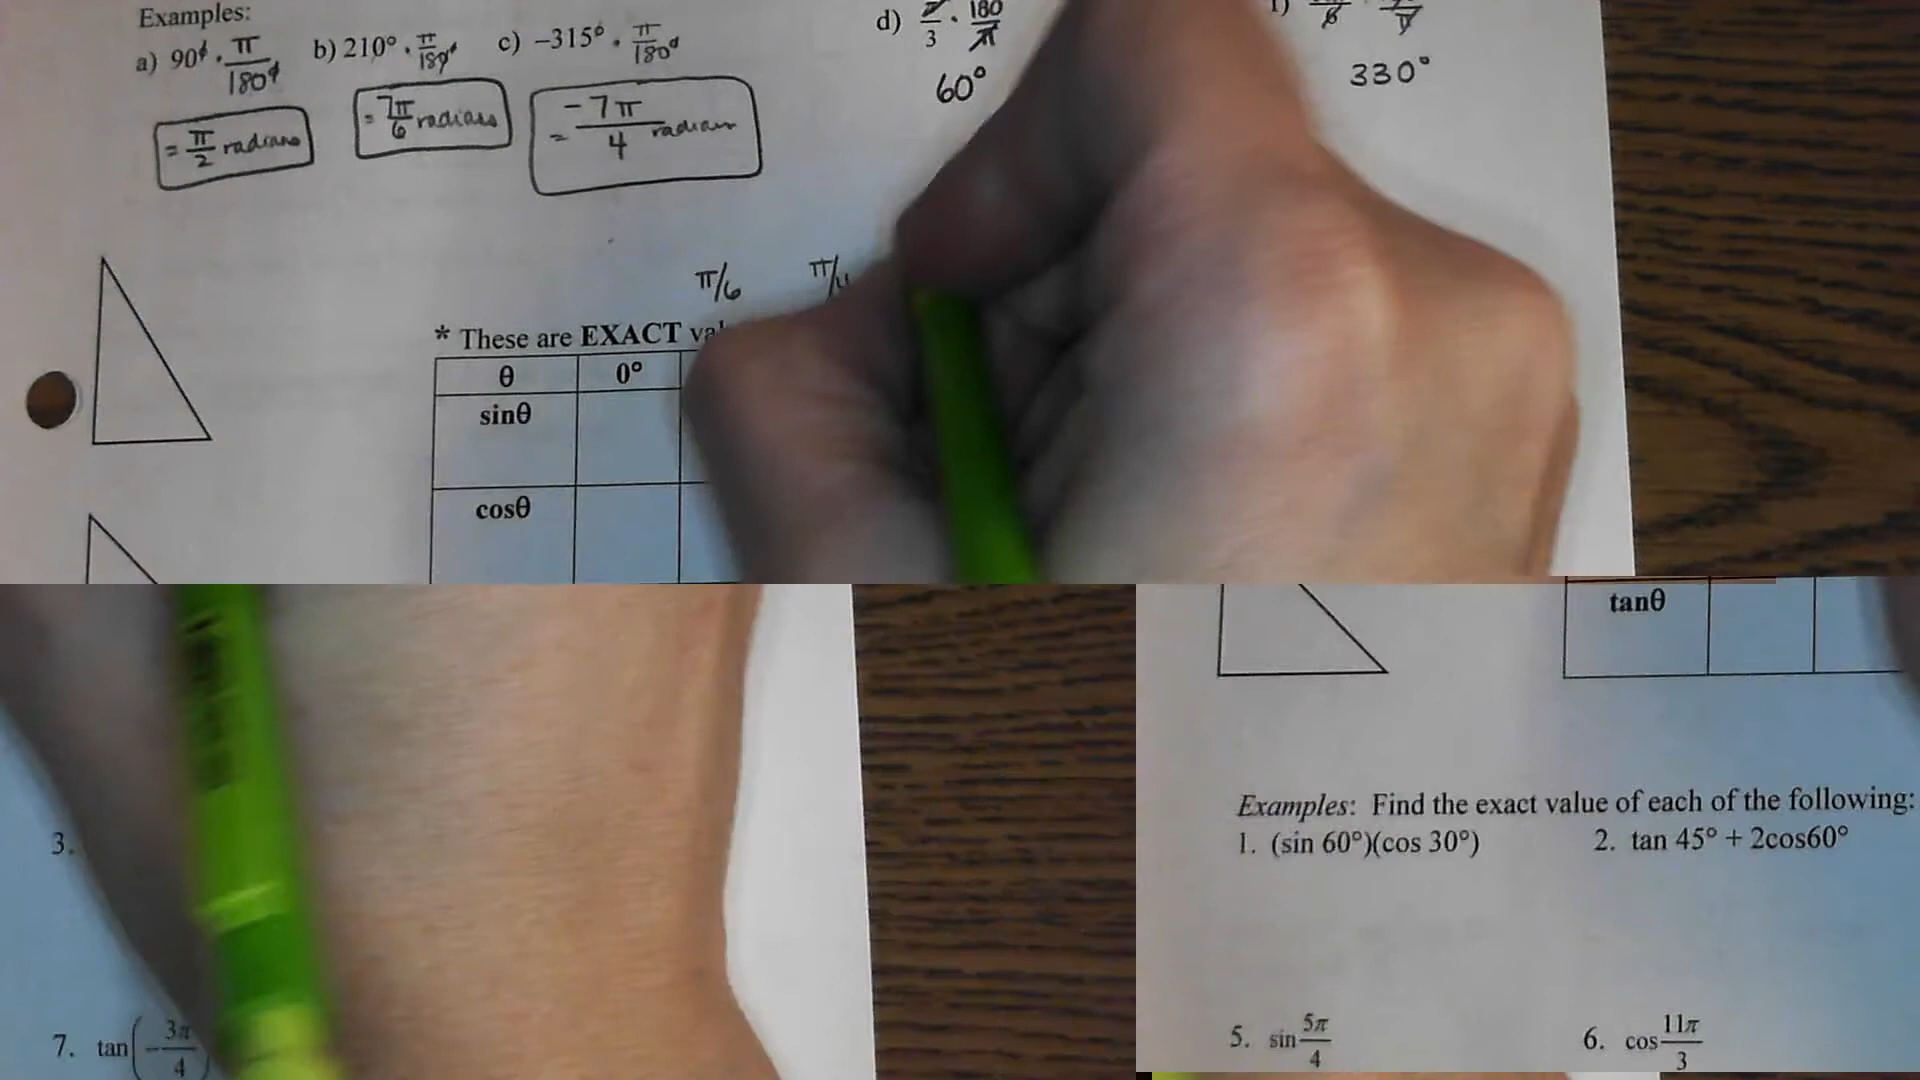 Examples:
a) 90° · π/180°
= π/2 radians
b) 210° · π/180°
= 7π/6 radians
c) −315° · π/180°
= −7π/4 radians
d) π/3 · 180/π
60°
330°
π/6
* These are EXACT
θ 0°
sinθ
cosθ
tanθ
Examples: Find the exact value of each of the following:
1. (sin 60°)(cos 30°) 2. tan 45° + 2cos60°
3.
5. sin 5π/4 6. cos 11π/3
7. tan(−3π/4)